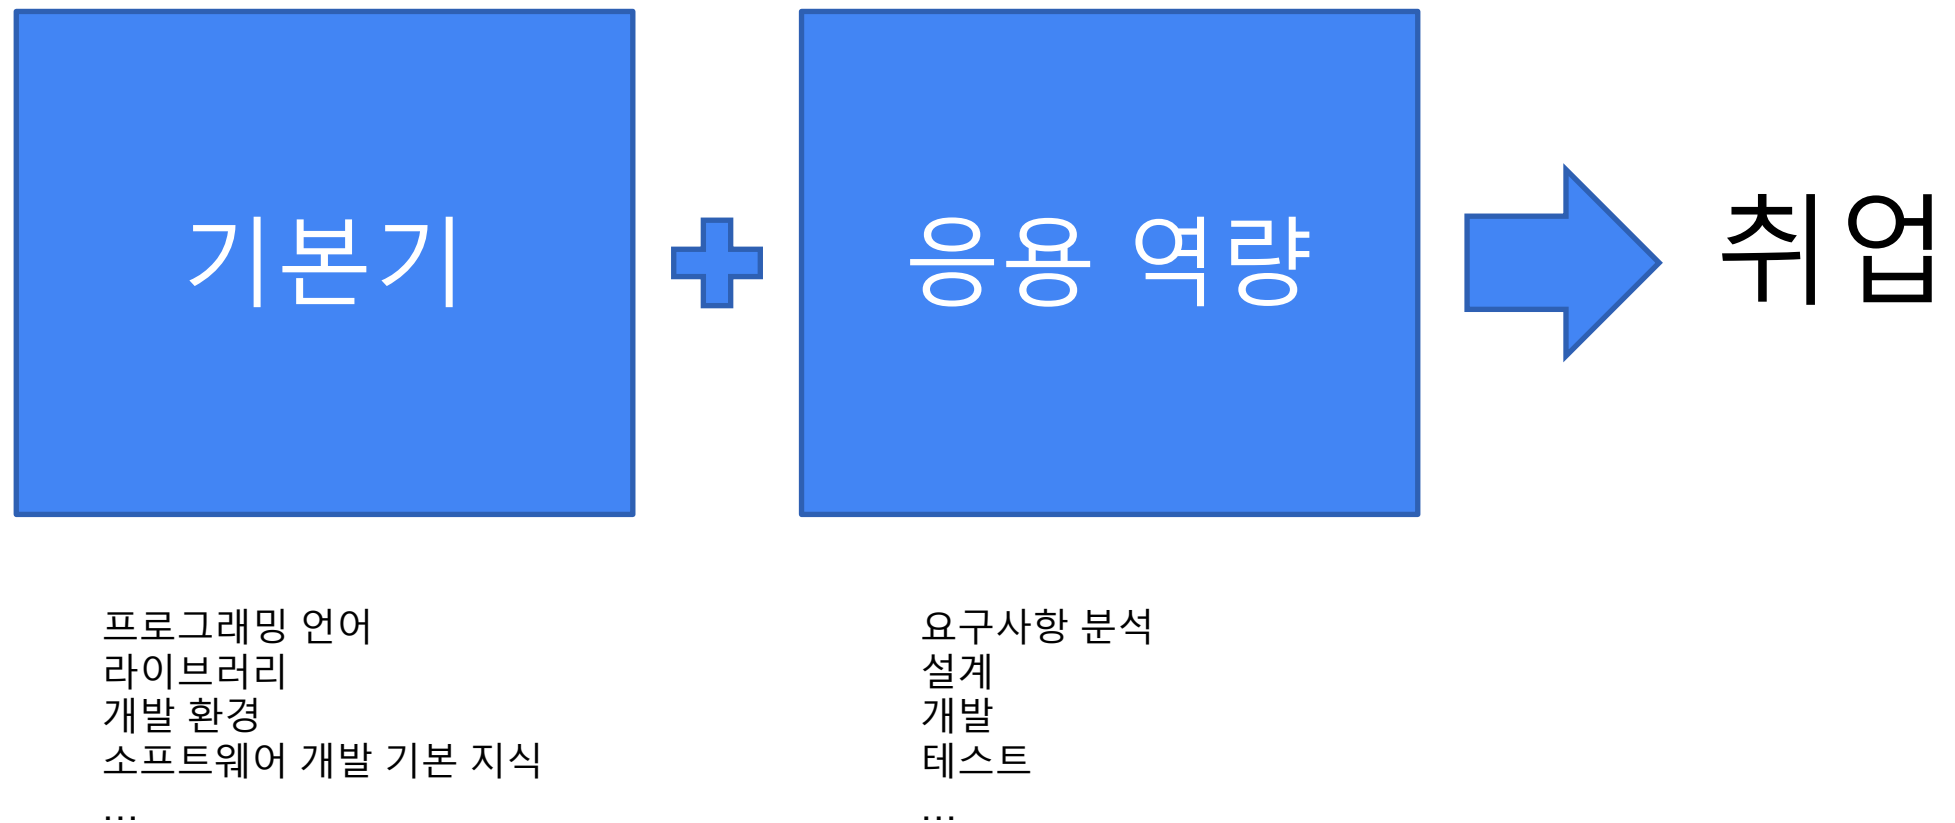 기본기
응용 역량
취업
프로그래밍 언어
라이브러리
개발 환경
소프트웨어 개발 기본 지식
...
요구사항 분석
설계
개발
테스트
...